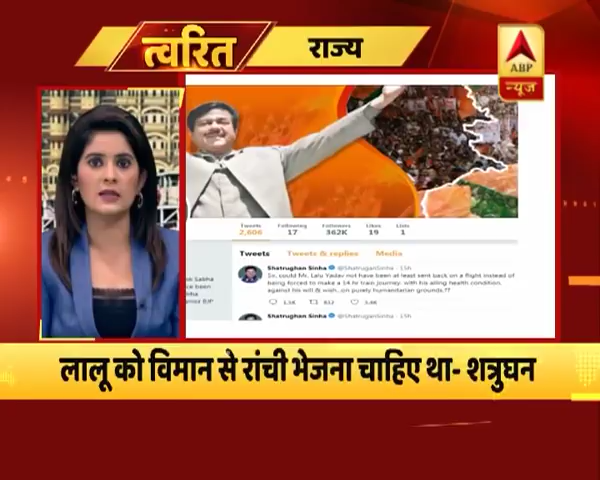 त्वरित
राज्य
ABP
न्यूज़
Tweets Following Followers Likes Lists
2,606 17 362K 19 1
Tweets Tweets & replies Media
Shatrughan Sinha @ShatruganSinha · 15h
So, could Mr. Lalu Yadav not have been at least sent back on a flight instead of
being forced to make a 14 hr train journey, with his ailing health condition,
against his will & wish..on purely humanitarian grounds.??
Shatrughan Sinha @ShatruganSinha · 15h
लालू को विमान से रांची भेजना चाहिए था- शत्रुघन